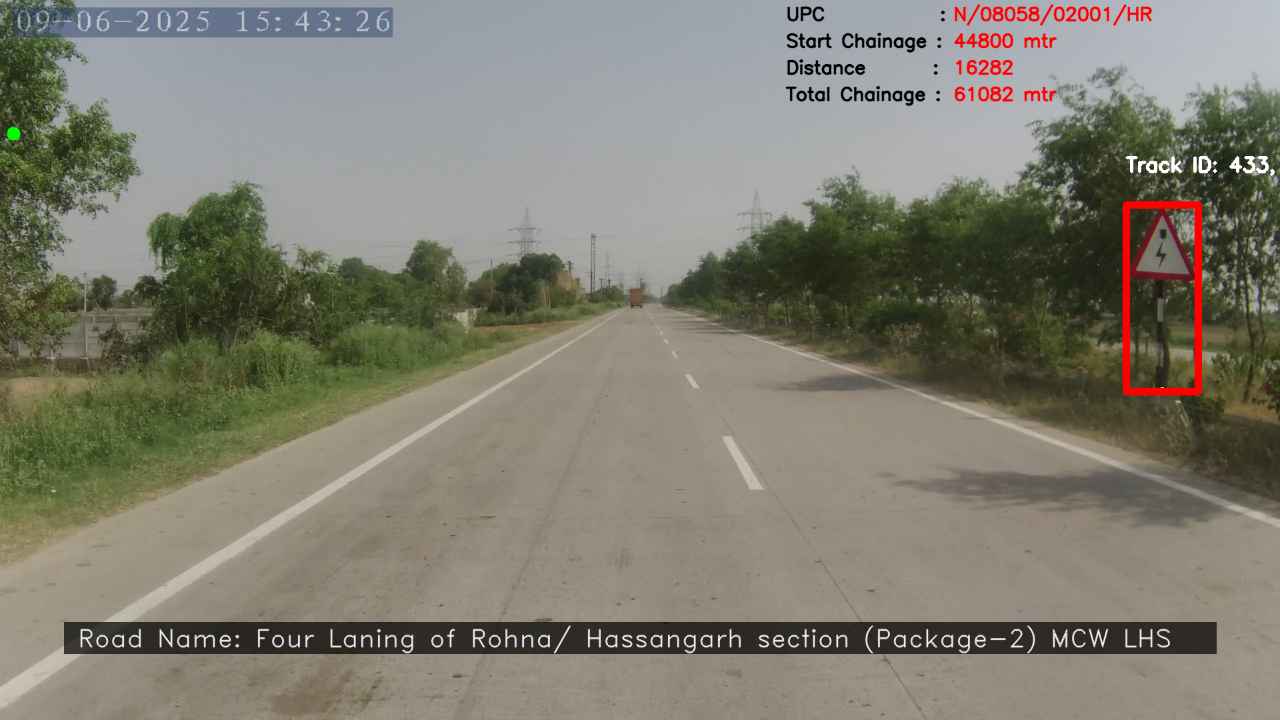 09-06-2025 15:43:26
UPC : N/08058/02001/HR
Start Chainage : 44800 mtr
Distance : 16282
Total Chainage : 61082 mtr
Track ID: 433,
Road Name: Four Laning of Rohna/ Hassangarh section (Package-2) MCW LHS